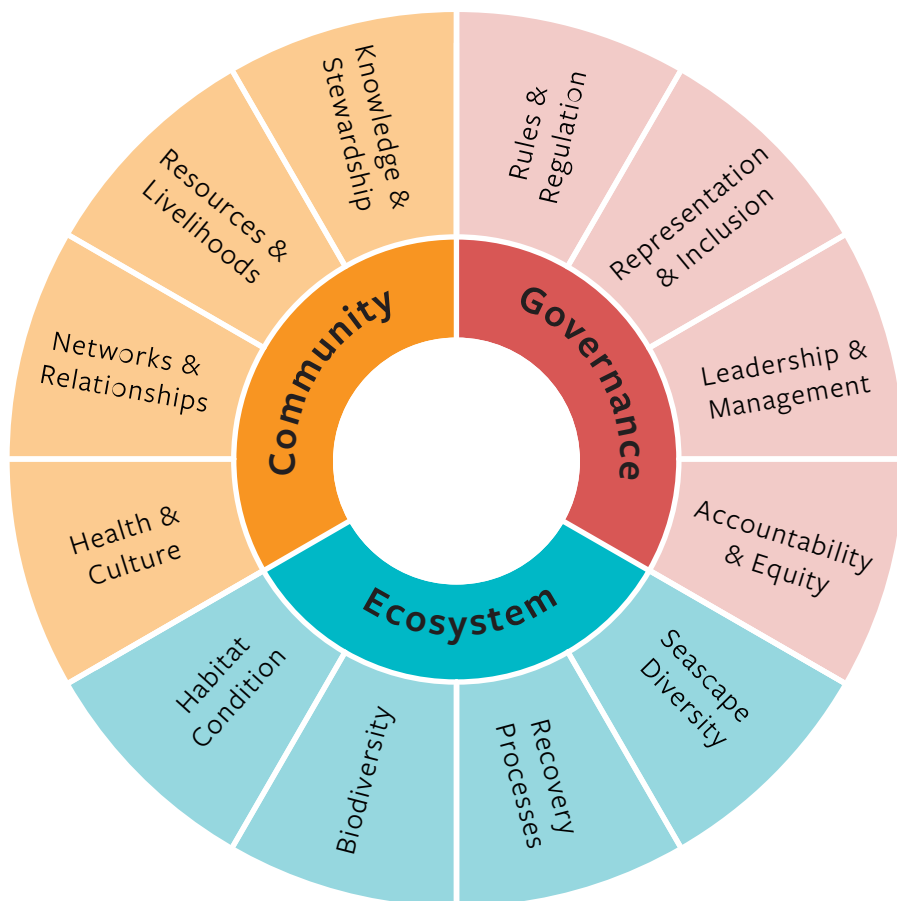 Community
Governance
Ecosystem
Knowledge &
Stewardship
Rules &
Regulation
Representation
& Inclusion
Leadership &
Management
Accountability
& Equity
Seascape
Diversity
Recovery
Processes
Biodiversity
Habitat
Condition
Health &
Culture
Networks &
Relationships
Resources &
Livelihoods